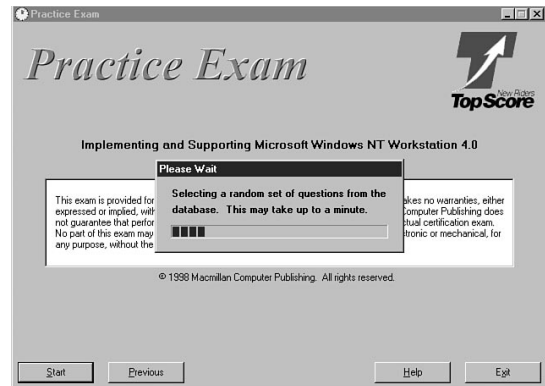 Practice Exam
Practice Exam
New Riders
TopScore
Implementing and Supporting Microsoft Windows NT Workstation 4.0
Please Wait
Selecting a random set of questions from the
database. This may take up to a minute.
This exam is provided for
akes no warranties, either
expressed or implied, with
Computer Publishing does
not guarantee that perfor
ctual certification exam.
No part of this exam may
ctronic or mechanical, for
any purpose, without the
© 1998 Macmillan Computer Publishing. All rights reserved.
Start
Previous
Help
Exit